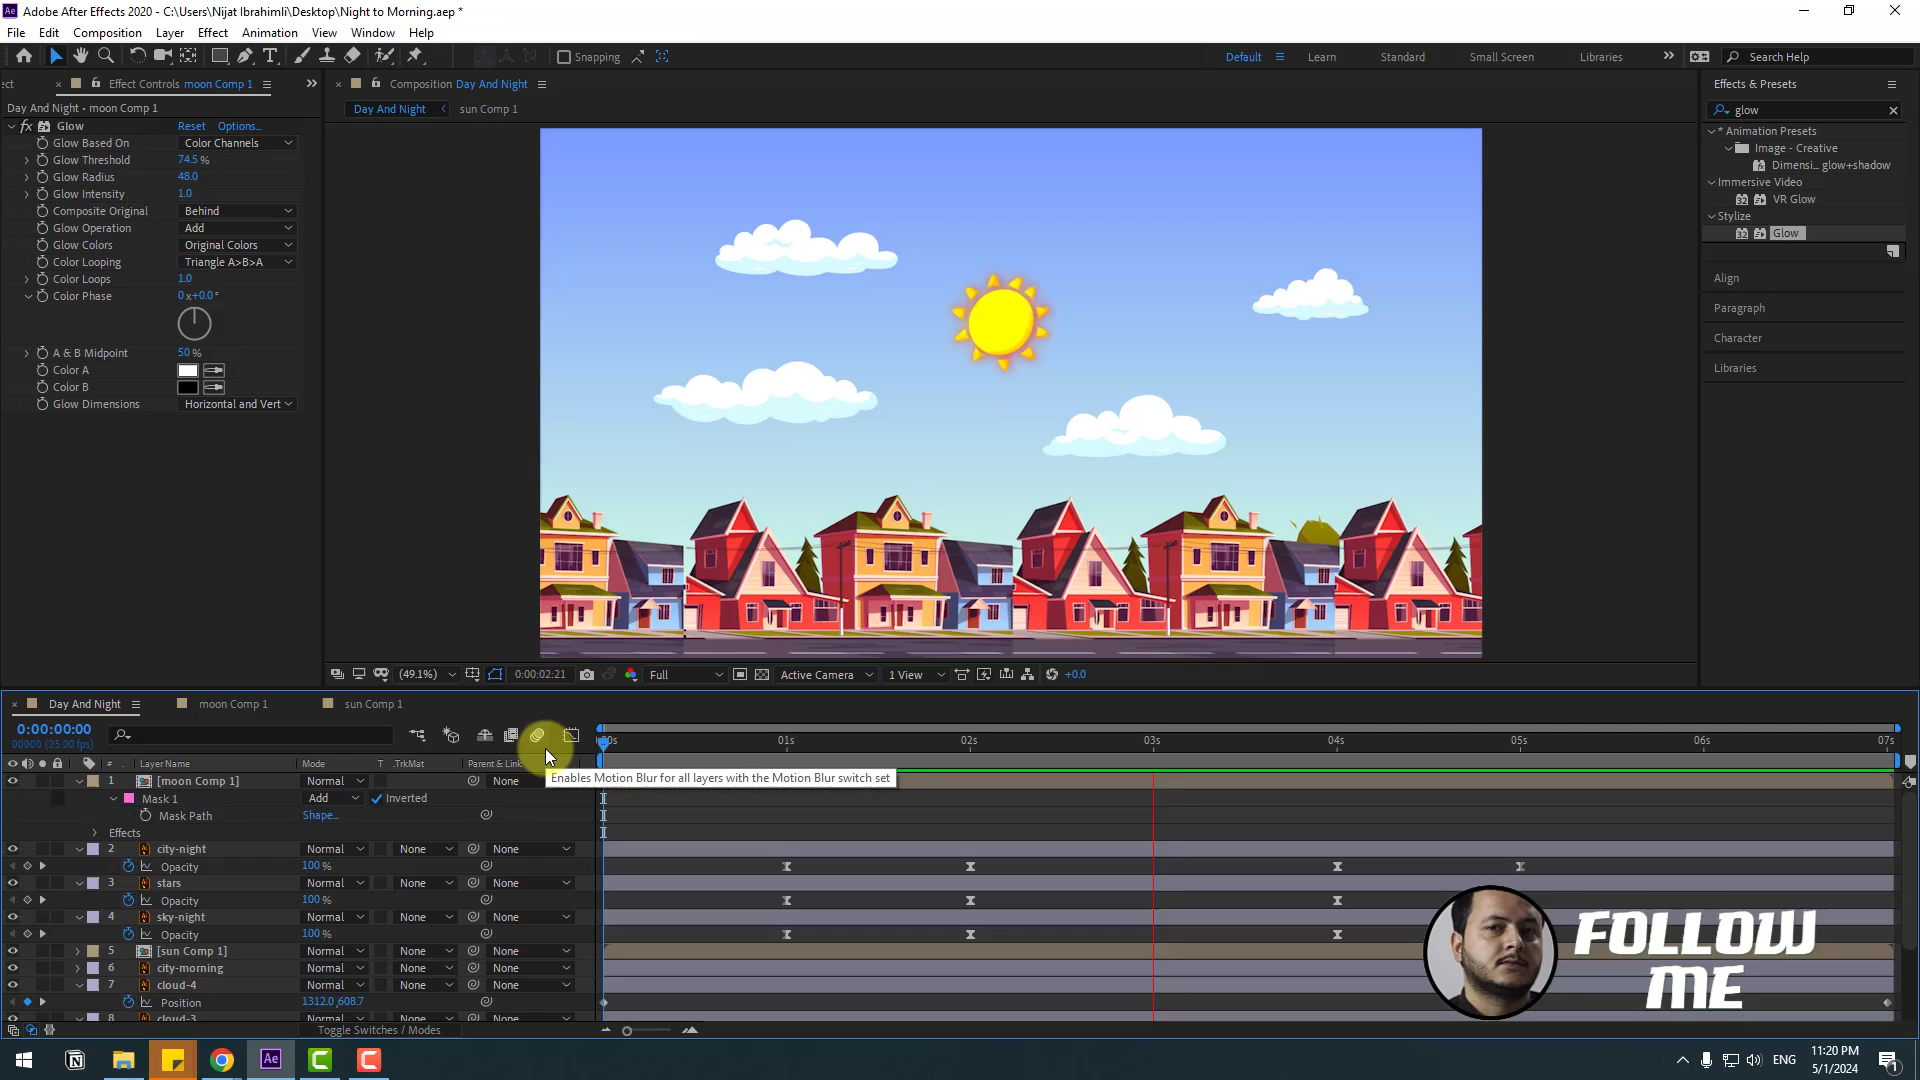 Adobe After Effects 2020 - C:\Users\Nijat Ibrahimli\Desktop\Night to Morning.aep *
File Edit Composition Layer Effect Animation View Window Help
Snapping Default Learn Standard Small Screen Libraries Search Help
ect Effect Controls moon Comp 1
Composition Day And Night
Effects & Presets
Day And Night • moon Comp 1
Day And Night sun Comp 1
glow
fx Glow Reset Options...
Glow Based On Color Channels
Glow Threshold 74.5 %
Glow Radius 48.0
Glow Intensity 1.0
Composite Original Behind
Glow Operation Add
Glow Colors Original Colors
Color Looping Triangle A>B>A
Color Loops 1.0
Color Phase 0 x+0.0 °
A & B Midpoint 50 %
Color A
Color B
Glow Dimensions Horizontal and Vert
* Animation Presets
Image - Creative
Dimensi... glow+shadow
Immersive Video
32 VR Glow
Stylize
32 Glow
Align
Paragraph
Character
Libraries
(49.1%) 0:00:02:21 Full Active Camera 1 View +0.0
Day And Night moon Comp 1 sun Comp 1
0:00:00:00
00000 (25.00 fps)
00s 01s 02s 03s 04s 05s 06s 07s
# Layer Name Mode T .TrkMat Parent & Link
Enables Motion Blur for all layers with the Motion Blur switch set
1 [moon Comp 1] Normal None
Mask 1 Add Inverted
Mask Path Shape...
Effects
2 city-night Normal None None
Opacity 100 %
3 stars Normal None None
Opacity 100 %
4 sky-night Normal None None
Opacity 100 %
5 [sun Comp 1] Normal None None
6 city-morning Normal None None
7 cloud-4 Normal None None
Position 1312.0,608.7
8 cloud-3 Normal None None
Toggle Switches / Modes
FOLLOW
ME
Ae
ENG
11:20 PM
5/1/2024
1